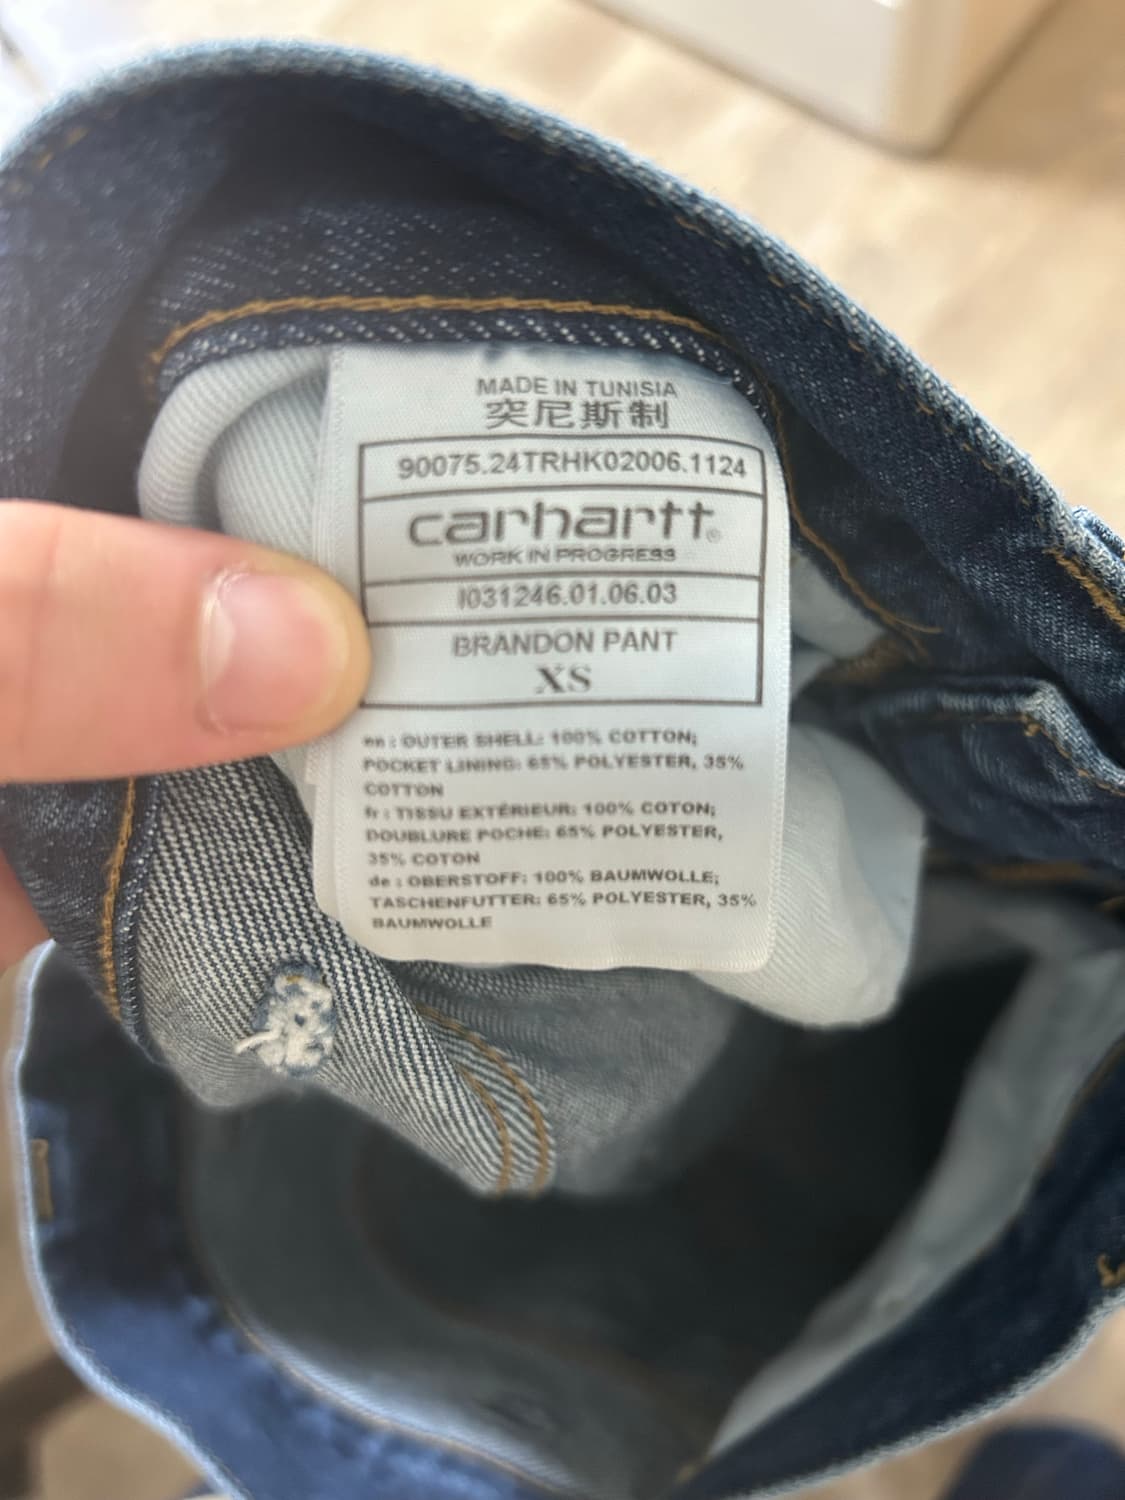 MADE IN TUNISIA
突尼斯制
90075.24TRHK02006.1124
carhartt®
WORK IN PROGRESS
I031246.01.06.03
BRANDON PANT
XS
en : OUTER SHELL: 100% COTTON;
POCKET LINING: 65% POLYESTER, 35%
COTTON
fr : TISSU EXTÉRIEUR: 100% COTON;
DOUBLURE POCHE: 65% POLYESTER,
35% COTON
de : OBERSTOFF: 100% BAUMWOLLE;
TASCHENFUTTER: 65% POLYESTER, 35%
BAUMWOLLE